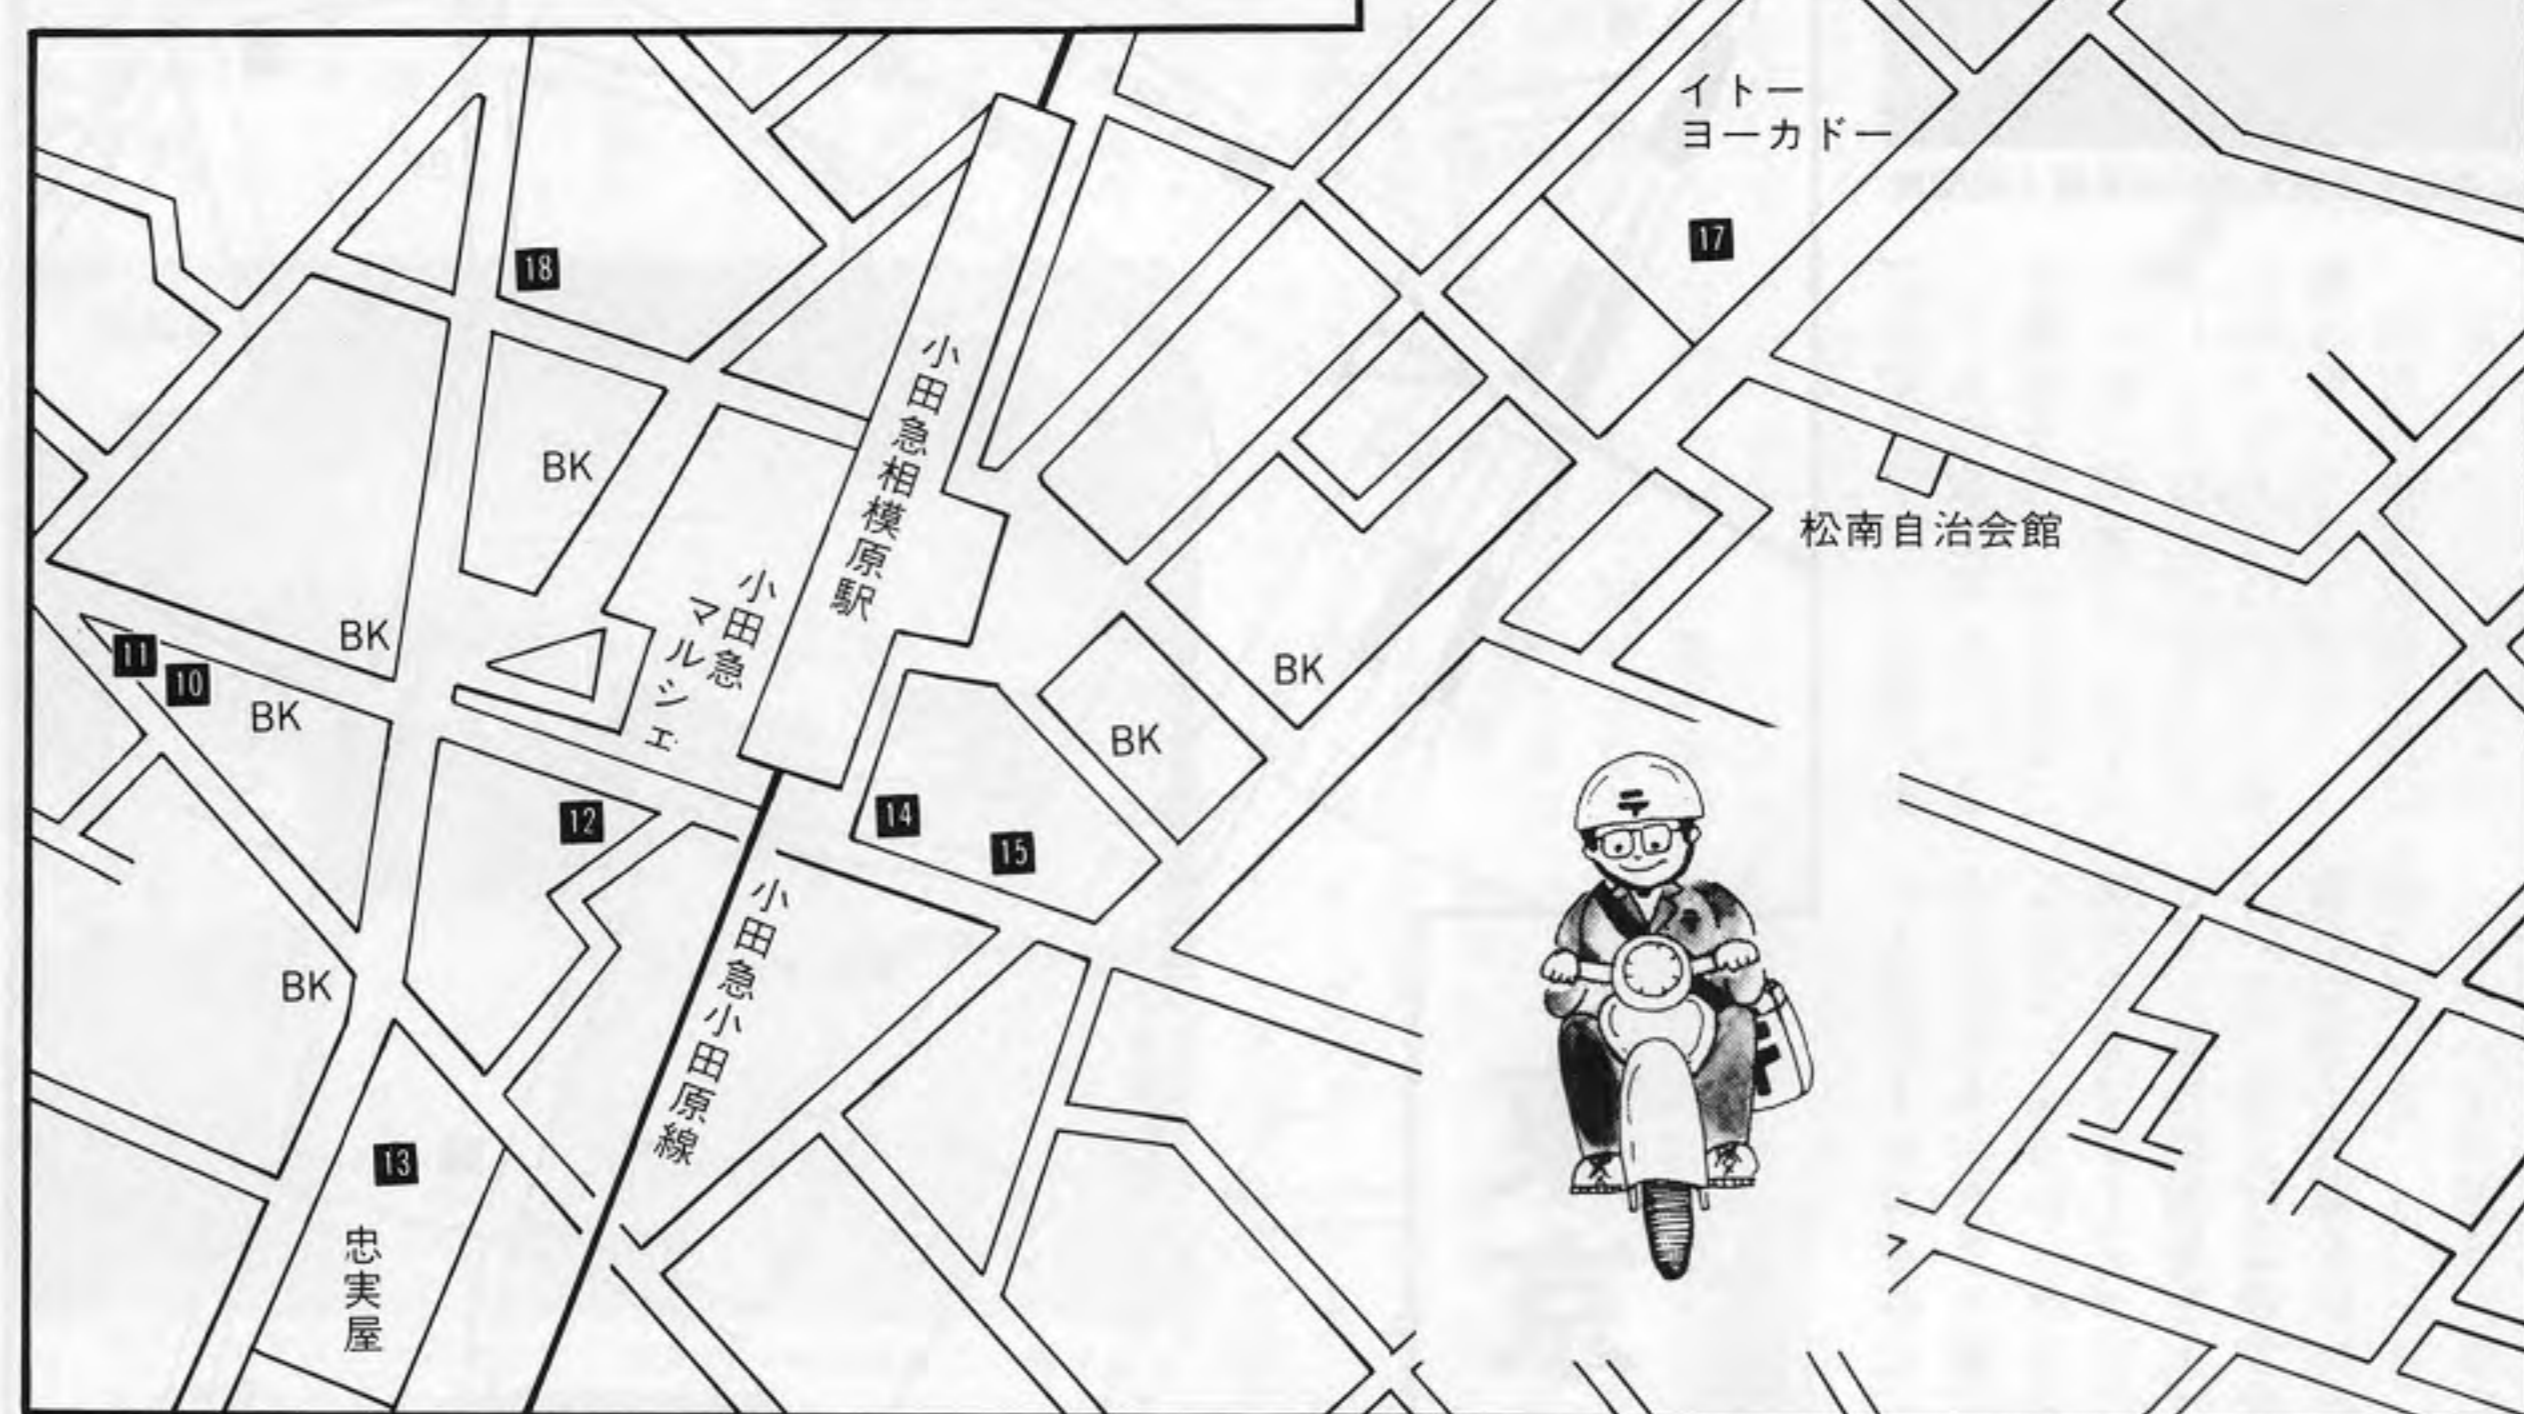 イトー
ヨーカドー
17
18
小田急相模原駅
BK
松南自治会館
小田急
マルシェ
BK
11
10
BK
BK
BK
12
14
15
小田急小田原線
BK
13
忠実屋
〒
〒